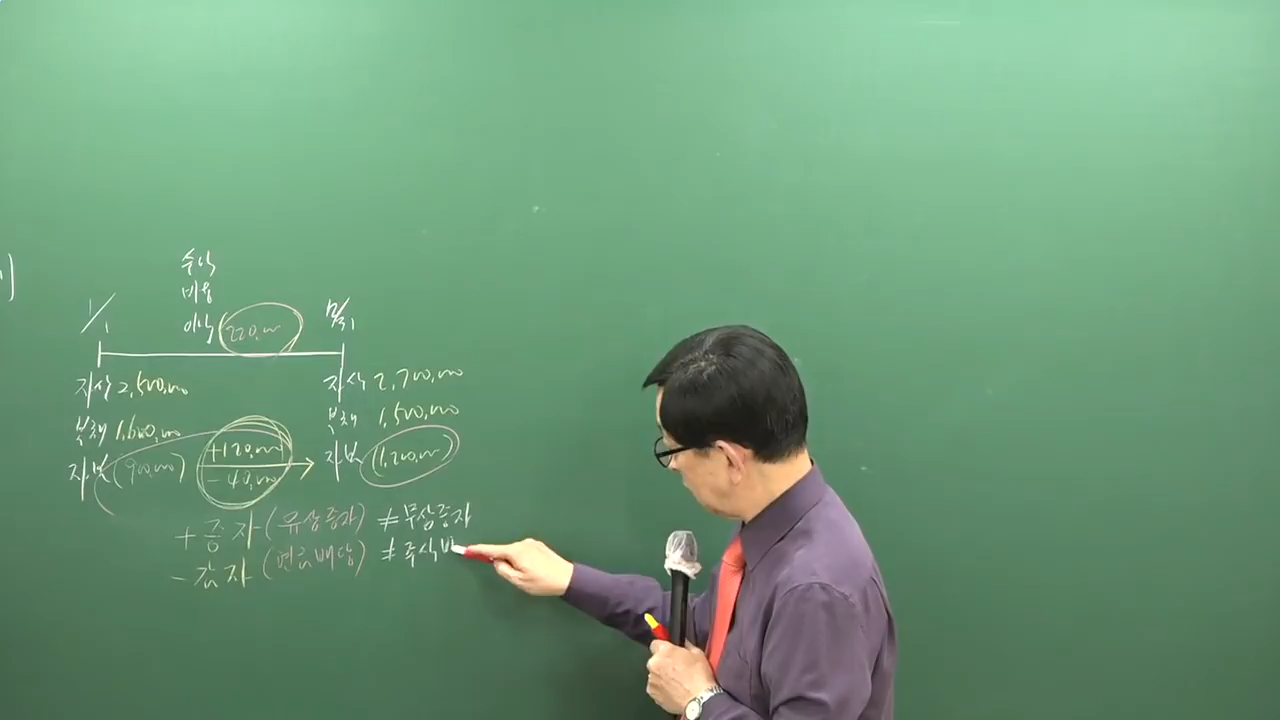 수익
비용
이익 220,000
1/1
12/31
자산 2,500,000
자산 2,700,000
부채 1,600,000
부채 1,500,000
자본 (900,000)
+120,000
-40,000
자본 (1,200,000)
+증자 (유상증자) ≠ 무상증자
-감자 (현금배당) ≠ 주식배